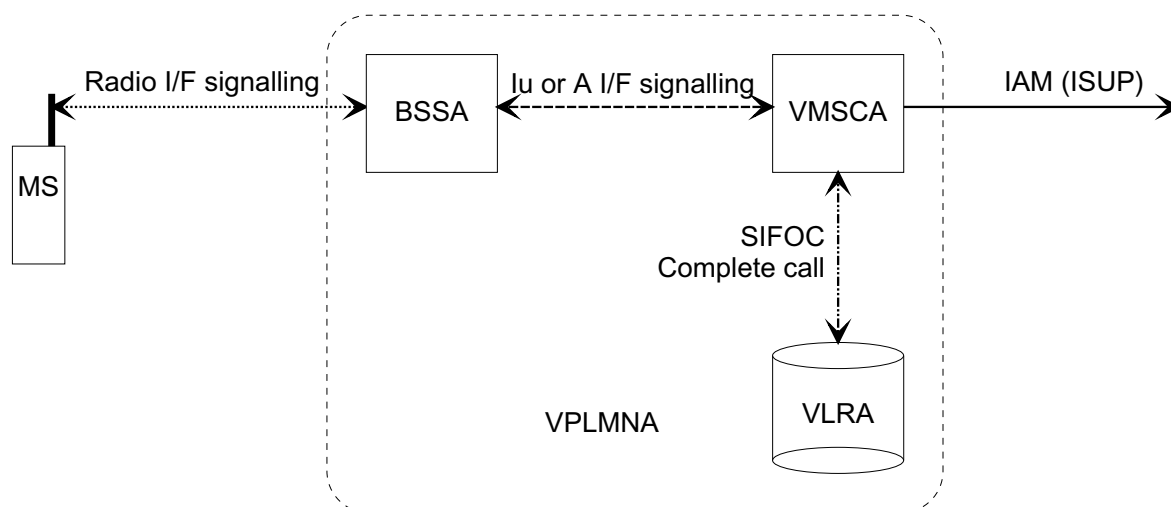 Radio I/F signalling
BSSA
Iu or A I/F signalling
VMSCA
IAM (ISUP)
MS
SIFOC
Complete call
VPLMNA
VLRA